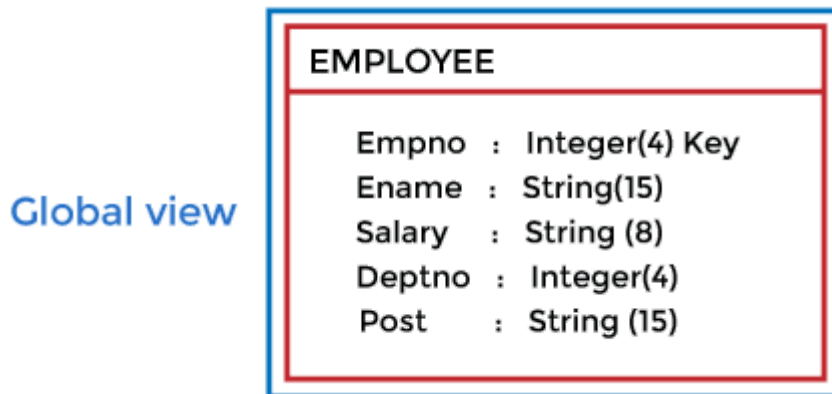 EMPLOYEE
Empno : Integer(4) Key
Ename : String(15)
Global view
Salary : String (8)
Deptno : Integer(4)
Post : String (15)